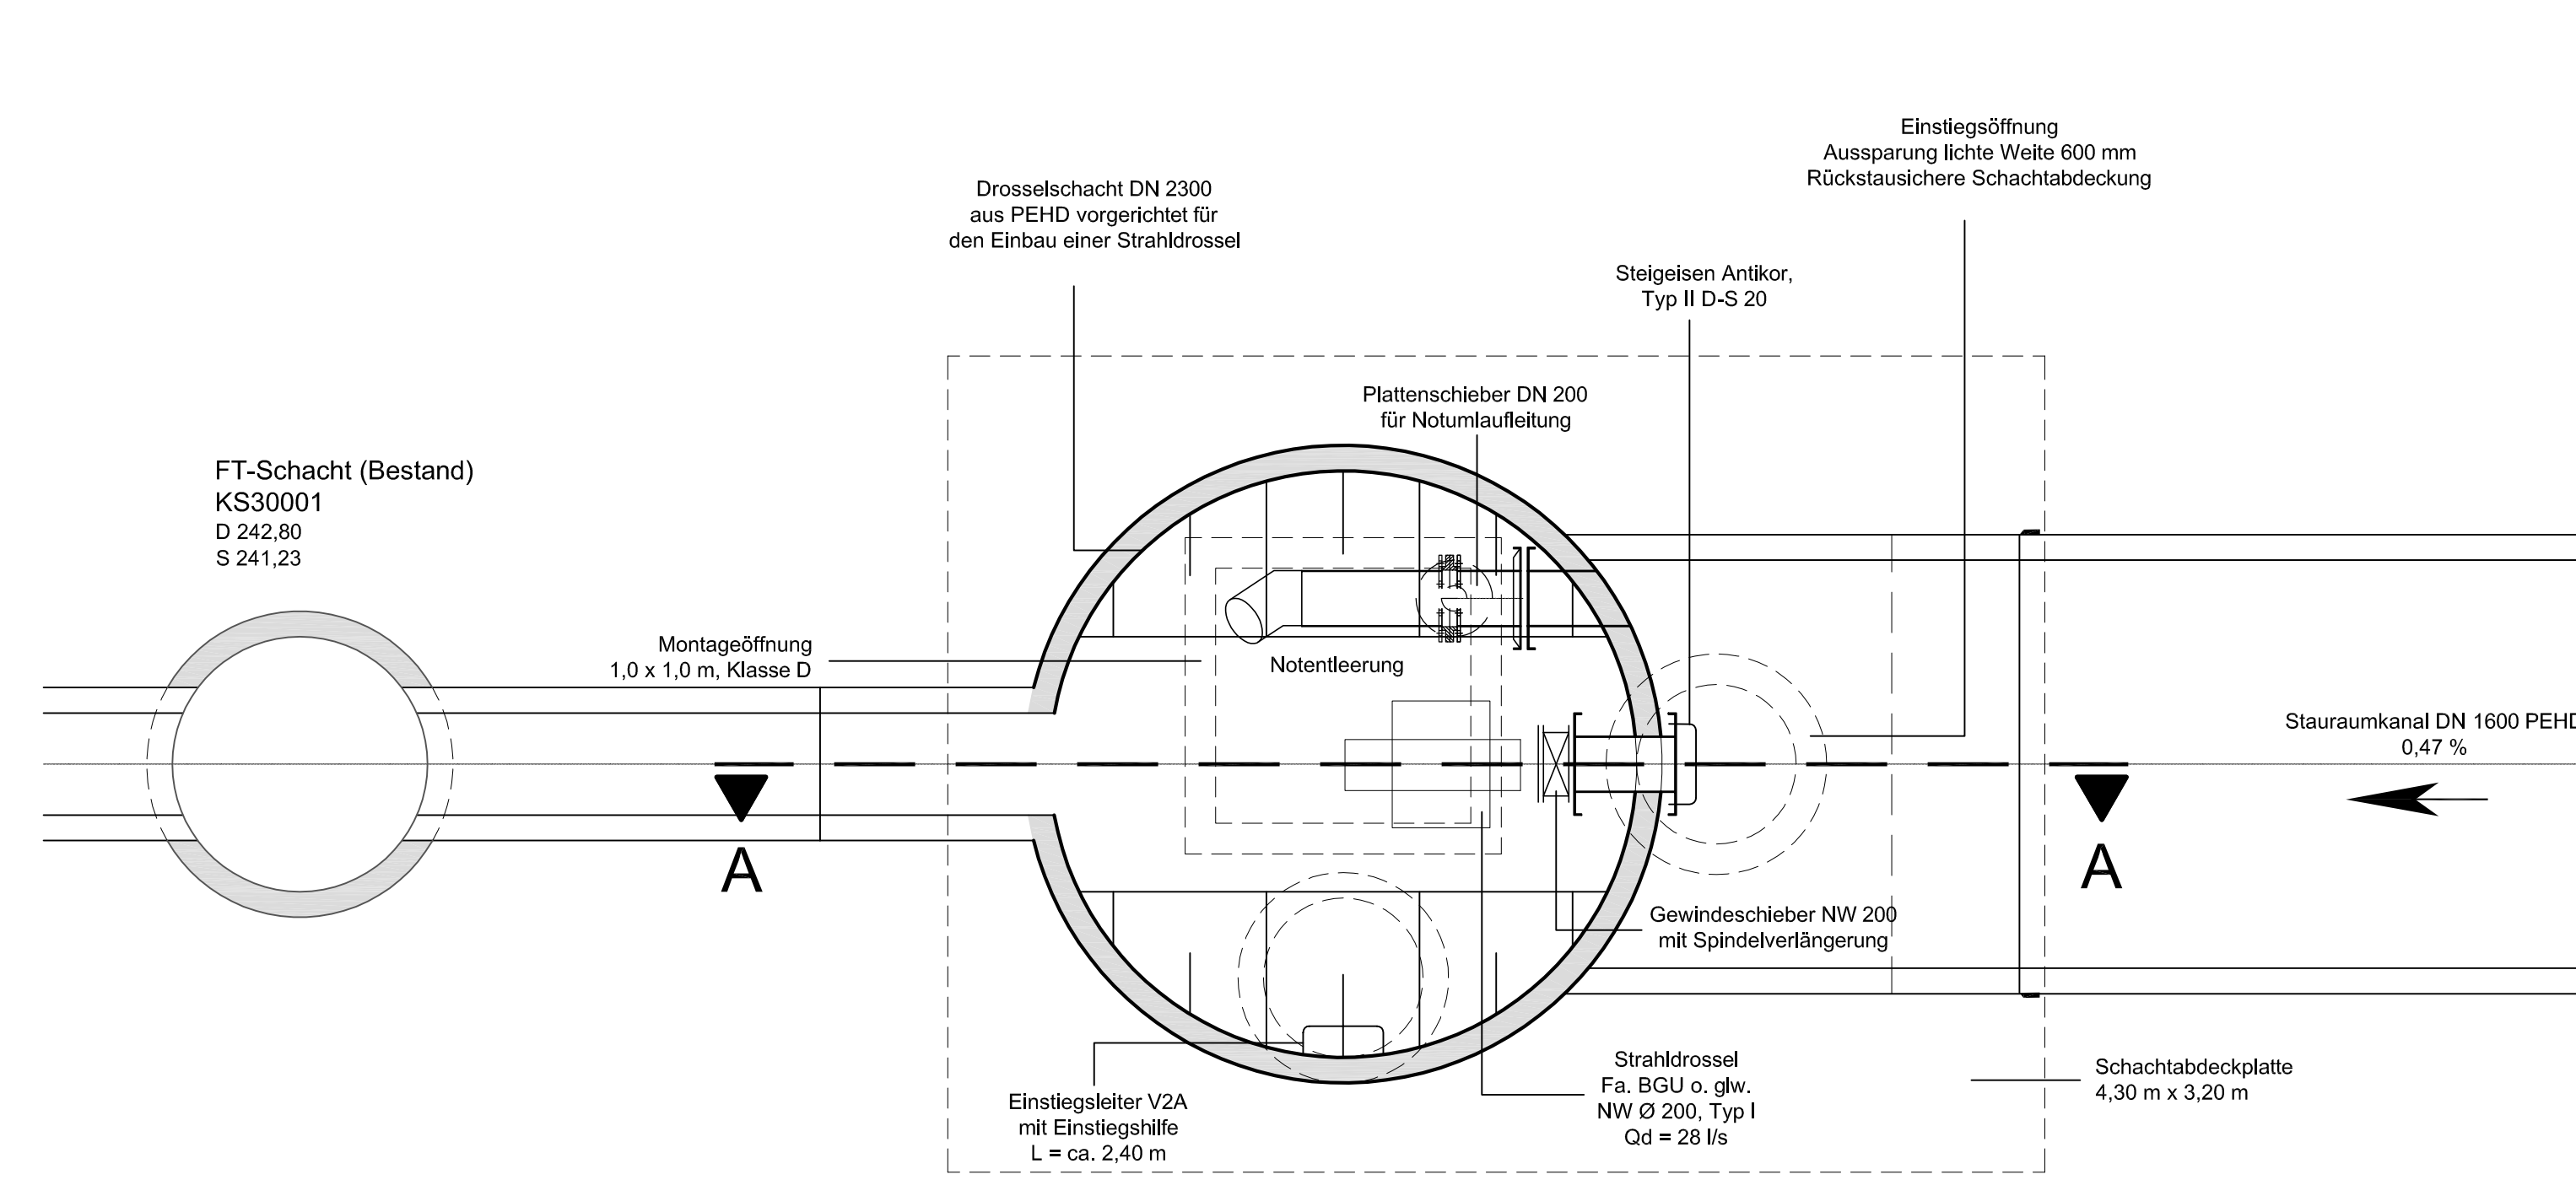 Einstiegsöffnung
Aussparung lichte Weite 600 mm
Rückstausichere Schachtabdeckung
Drosselschacht DN 2300
aus PEHD vorgerichtet für
den Einbau einer Strahldrossel
Steigeisen Antikor,
Typ II D-S 20
Plattenschieber DN 200
für Notumlaufleitung
FT-Schacht (Bestand)
KS30001
D 242,80
S 241,23
Montageöffnung
1,0 x 1,0 m, Klasse D
Notentleerung
Stauraumkanal DN 1600 PEHD
0,47 %
A
A
Gewindeschieber NW 200
mit Spindelverlängerung
Strahldrossel
Fa. BGU o. glw.
NW Ø 200, Typ I
Qd = 28 l/s
Schachtabdeckplatte
4,30 m x 3,20 m
Einstiegsleiter V2A
mit Einstiegshilfe
L = ca. 2,40 m